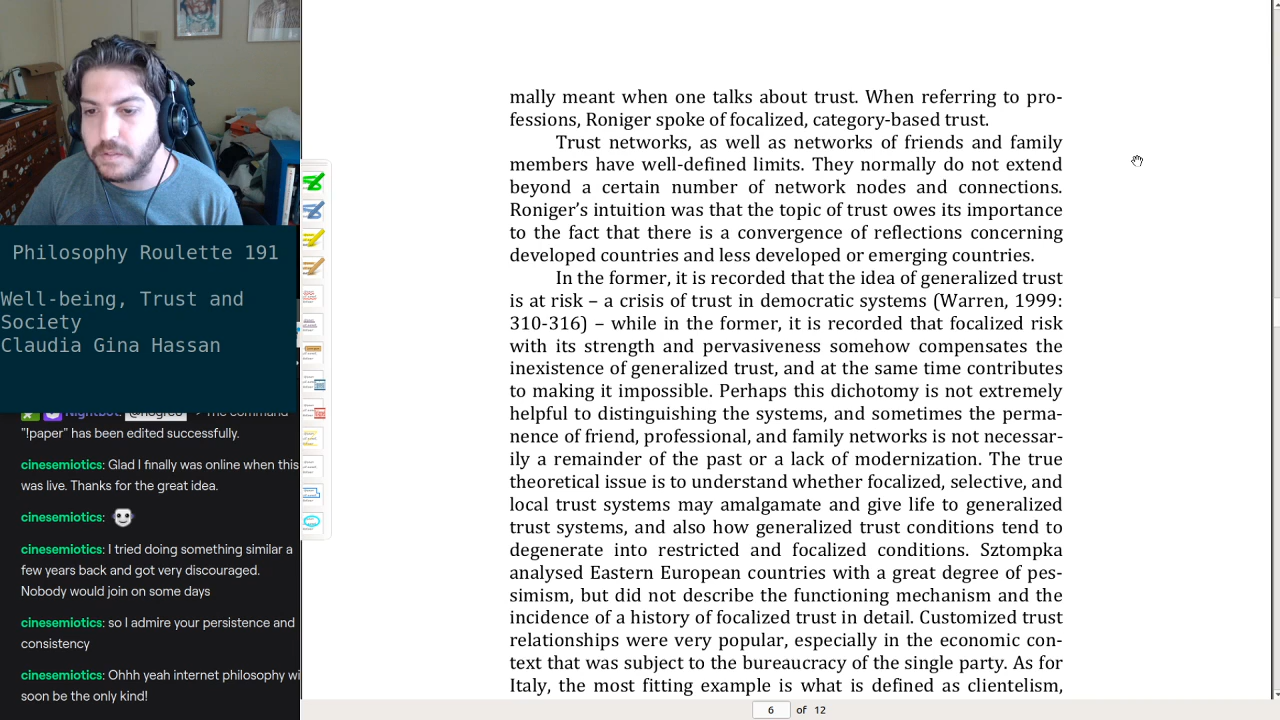 Philosophy Roulette 191
Well-being, Trust and
Society
Claudia Gina Hassan
The command
"!paper" has been added successfully.
cinesemiotics: Glad I finally was online when this
was live. Thanks for the great idea.
cinesemiotics:
cinesemiotics: I tried doing something similar a
few years back and got very discouraged.
Nobody would join on some days
cinesemiotics: so I admire your persistence and
consistency
cinesemiotics: Ohhh yeah internet philosophy wi
soon be the only kind!
mally meant when one talks about trust. When referring to pro-
fessions, Roniger spoke of focalized, category-based trust.
Trust networks, as well as networks of friends and family
members have well-defined limits. They normally do not extend
beyond a certain number of network nodes and connections.
Roniger's intuition was that the topic of trust owes its importance
to the fact that there is a convergence of reflections concerning
developed countries and less developed or emerging countries.
In the former, it is recorded that the idea of generalized trust
is at risk – a crisis of trust in democratic systems (Warren 1999:
310-316) – while in the latter, it is recorded that focalized risk
with its strength and pervasiveness somehow compensates the
inexistence of generalized trust, and at the same time contributes
to making it impossible. Perhaps this distinction is not extremely
helpful in distinguishing the systems, and sometimes the perma-
nence of local, professional and family networks is not necessar-
ily a remainder of the past or a lack of modernization. The true
theoretical issue is to understand whether focalized, selective, and
local trust systems may amalgamate and give life to generalized
trust systems, and also how generalized trust conditions tend to
degenerate into restricted and focalized conditions. Sztompka
analysed Eastern European countries with a great degree of pes-
simism, but did not describe the functioning mechanism and the
incidence of a history of focalized trust in detail. Customized trust
relationships were very popular, especially in the economic con-
text that was subject to the bureaucracy of the single party. As for
Italy, the most fitting example is what is defined as clientelism,
6 of 12